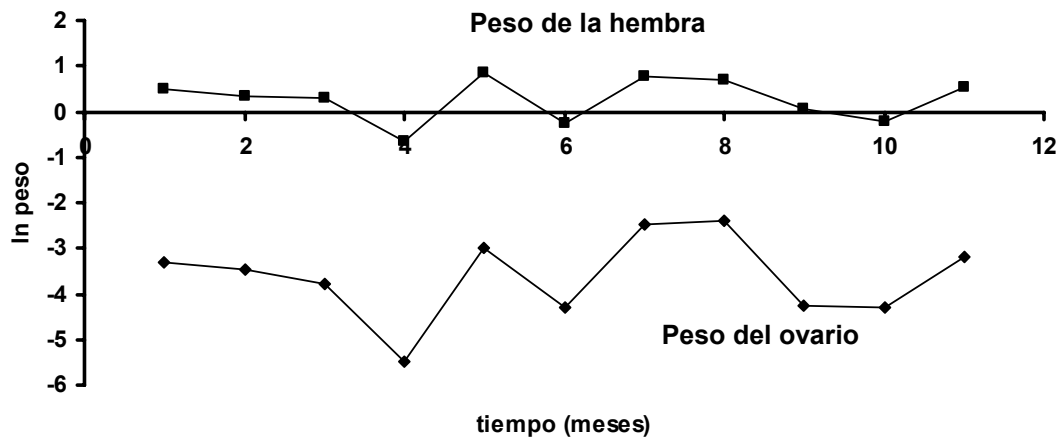 Peso de la hembra
2
1
0
-1
-2
-3
-4
-5
-6
0 2 4 6 8 10 12
ln peso
Peso del ovario
tiempo (meses)